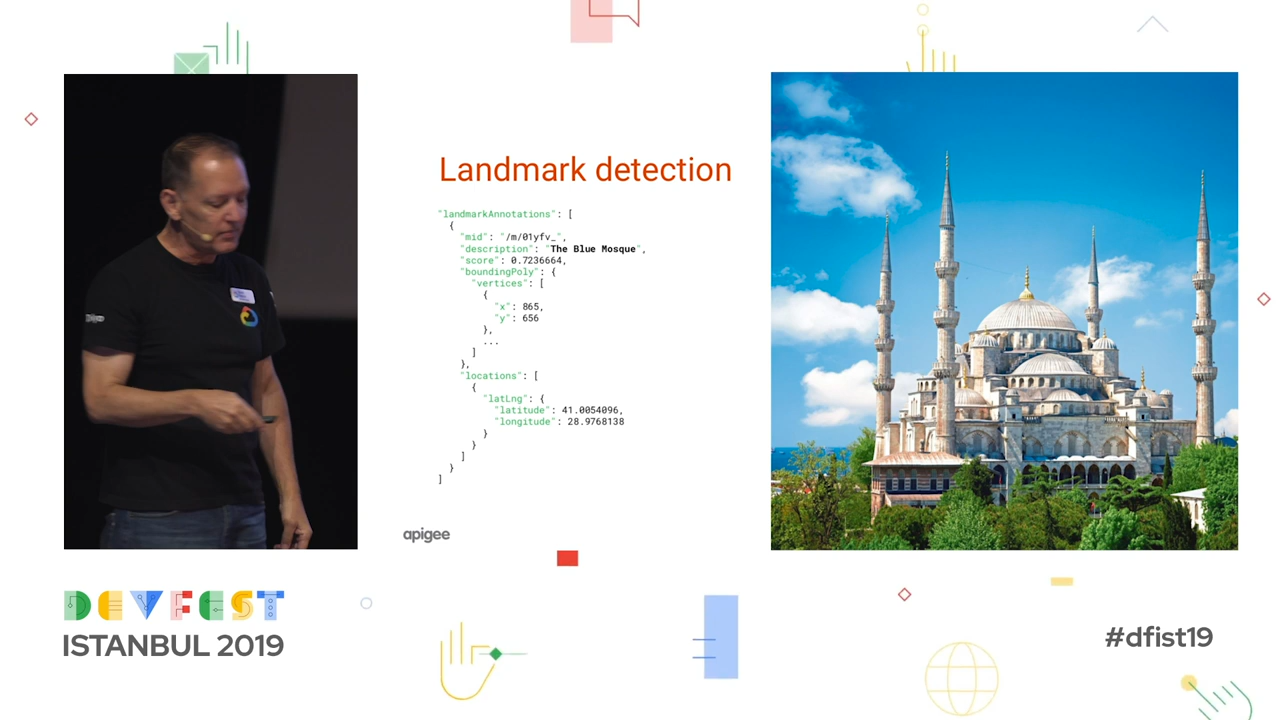 Landmark detection
"landmarkAnnotations": [
{
"mid": "/m/01yfv_",
"description": "The Blue Mosque",
"score": 0.7236664,
"boundingPoly": {
"vertices": [
{
"x": 865,
"y": 656
},
...
]
},
"locations": [
{
"latLng": {
"latitude": 41.0054096,
"longitude": 28.9768138
}
}
]
}
]
apigee
DEVFEST
ISTANBUL 2019
#dfist19